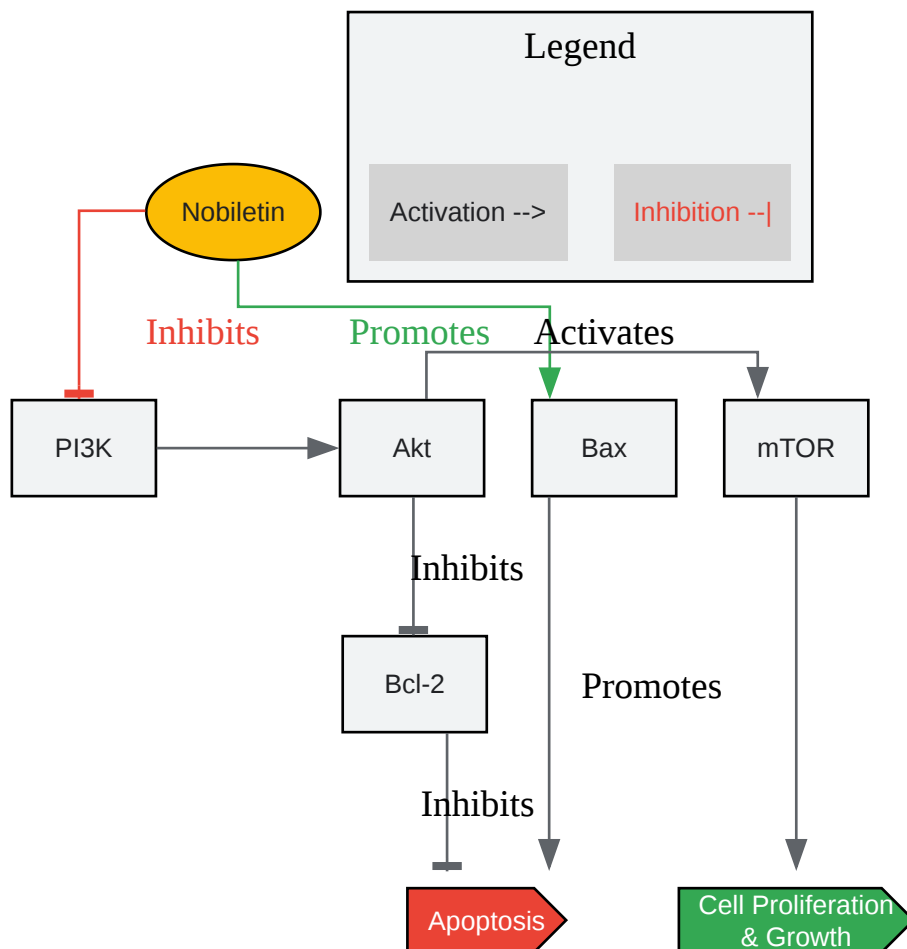 Legend
Nobiletin
Activation -->
Inhibition --|
Inhibits
Promotes
Activates
PI3K
Akt
Bax
mTOR
Inhibits
Bcl-2
Promotes
Inhibits
Apoptosis
Cell Proliferation
& Growth